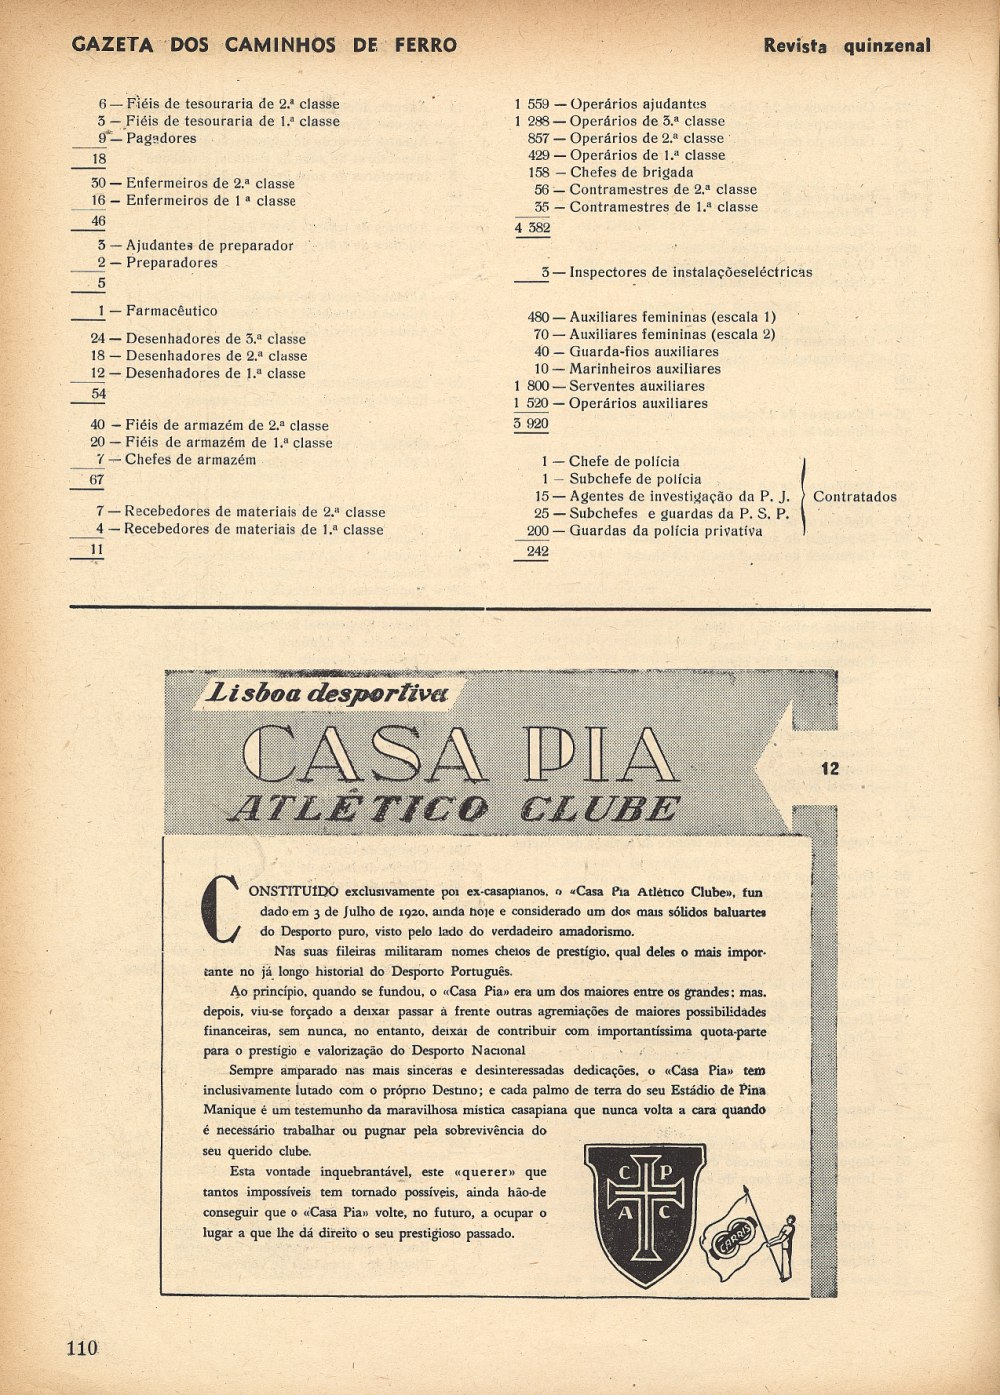 GAZETA DOS CAMINHOS DE FERRO
Revista quinzenal
6 — Fiéis de tesouraria de 2.ª classe
3 — Fiéis de tesouraria de 1.ª classe
9 — Pagadores
18
30 — Enfermeiros de 2.ª classe
16 — Enfermeiros de 1 ª classe
46
3 — Ajudantes de preparador
2 — Preparadores
5
1 — Farmacêutico
24 — Desenhadores de 3.ª classe
18 — Desenhadores de 2.ª classe
12 — Desenhadores de 1.ª classe
54
40 — Fiéis de armazém de 2.ª classe
20 — Fiéis de armazém de 1.ª classe
7 — Chefes de armazém
67
7 — Recebedores de materiais de 2.ª classe
4 — Recebedores de materiais de 1.ª classe
11
1 559 — Operários ajudantes
1 288 — Operários de 3.ª classe
857 — Operários de 2.ª classe
429 — Operários de 1.ª classe
158 — Chefes de brigada
56 — Contramestres de 2.ª classe
35 — Contramestres de 1.ª classe
4 382
3 — Inspectores de instalaçõeseléctricas
480 — Auxiliares femininas (escala 1)
70 — Auxiliares femininas (escala 2)
40 — Guarda-fios auxiliares
10 — Marinheiros auxiliares
1 800 — Serventes auxiliares
1 520 — Operários auxiliares
3 920
1 — Chefe de polícia
1 — Subchefe de polícia
15 — Agentes de investigação da P. J.
25 — Subchefes e guardas da P. S. P.
200 — Guardas da polícia privativa
Contratados
242
Lisboa desportiva
CASA PIA
ATLÉTICO CLUBE
12
CONSTITUIDO exclusivamente por ex-casapianos, o «Casa Pia Atlético Clube», fun
dado em 3 de Julho de 1920, ainda hoje e considerado um dos mais sólidos baluartes
do Desporto puro, visto pelo lado do verdadeiro amadorismo.
Nas suas fileiras militaram nomes cheios de prestígio, qual deles o mais impor-
tante no já longo historial do Desporto Português.
Ao princípio, quando se fundou, o «Casa Pia» era um dos maiores entre os grandes; mas,
depois, viu-se forçado a deixar passar à frente outras agremiações de maiores possibilidades
financeiras, sem nunca, no entanto, deixar de contribuir com importantíssima quota-parte
para o prestígio e valorização do Desporto Nacional
Sempre amparado nas mais sinceras e desinteressadas dedicações, o «Casa Pia» tem
inclusivamente lutado com o próprio Destino; e cada palmo de terra do seu Estádio de Pina
Manique é um testemunho da maravilhosa mística casapiana que nunca volta a cara quando
é necessário trabalhar ou pugnar pela sobrevivência do
seu querido clube.
Esta vontade inquebrantável, este «querer» que
tantos impossíveis tem tornado possíveis, ainda hão-de
conseguir que o «Casa Pia» volte, no futuro, a ocupar o
lugar a que lhe dá direito o seu prestigioso passado.
C P
A C
CARRIS
110